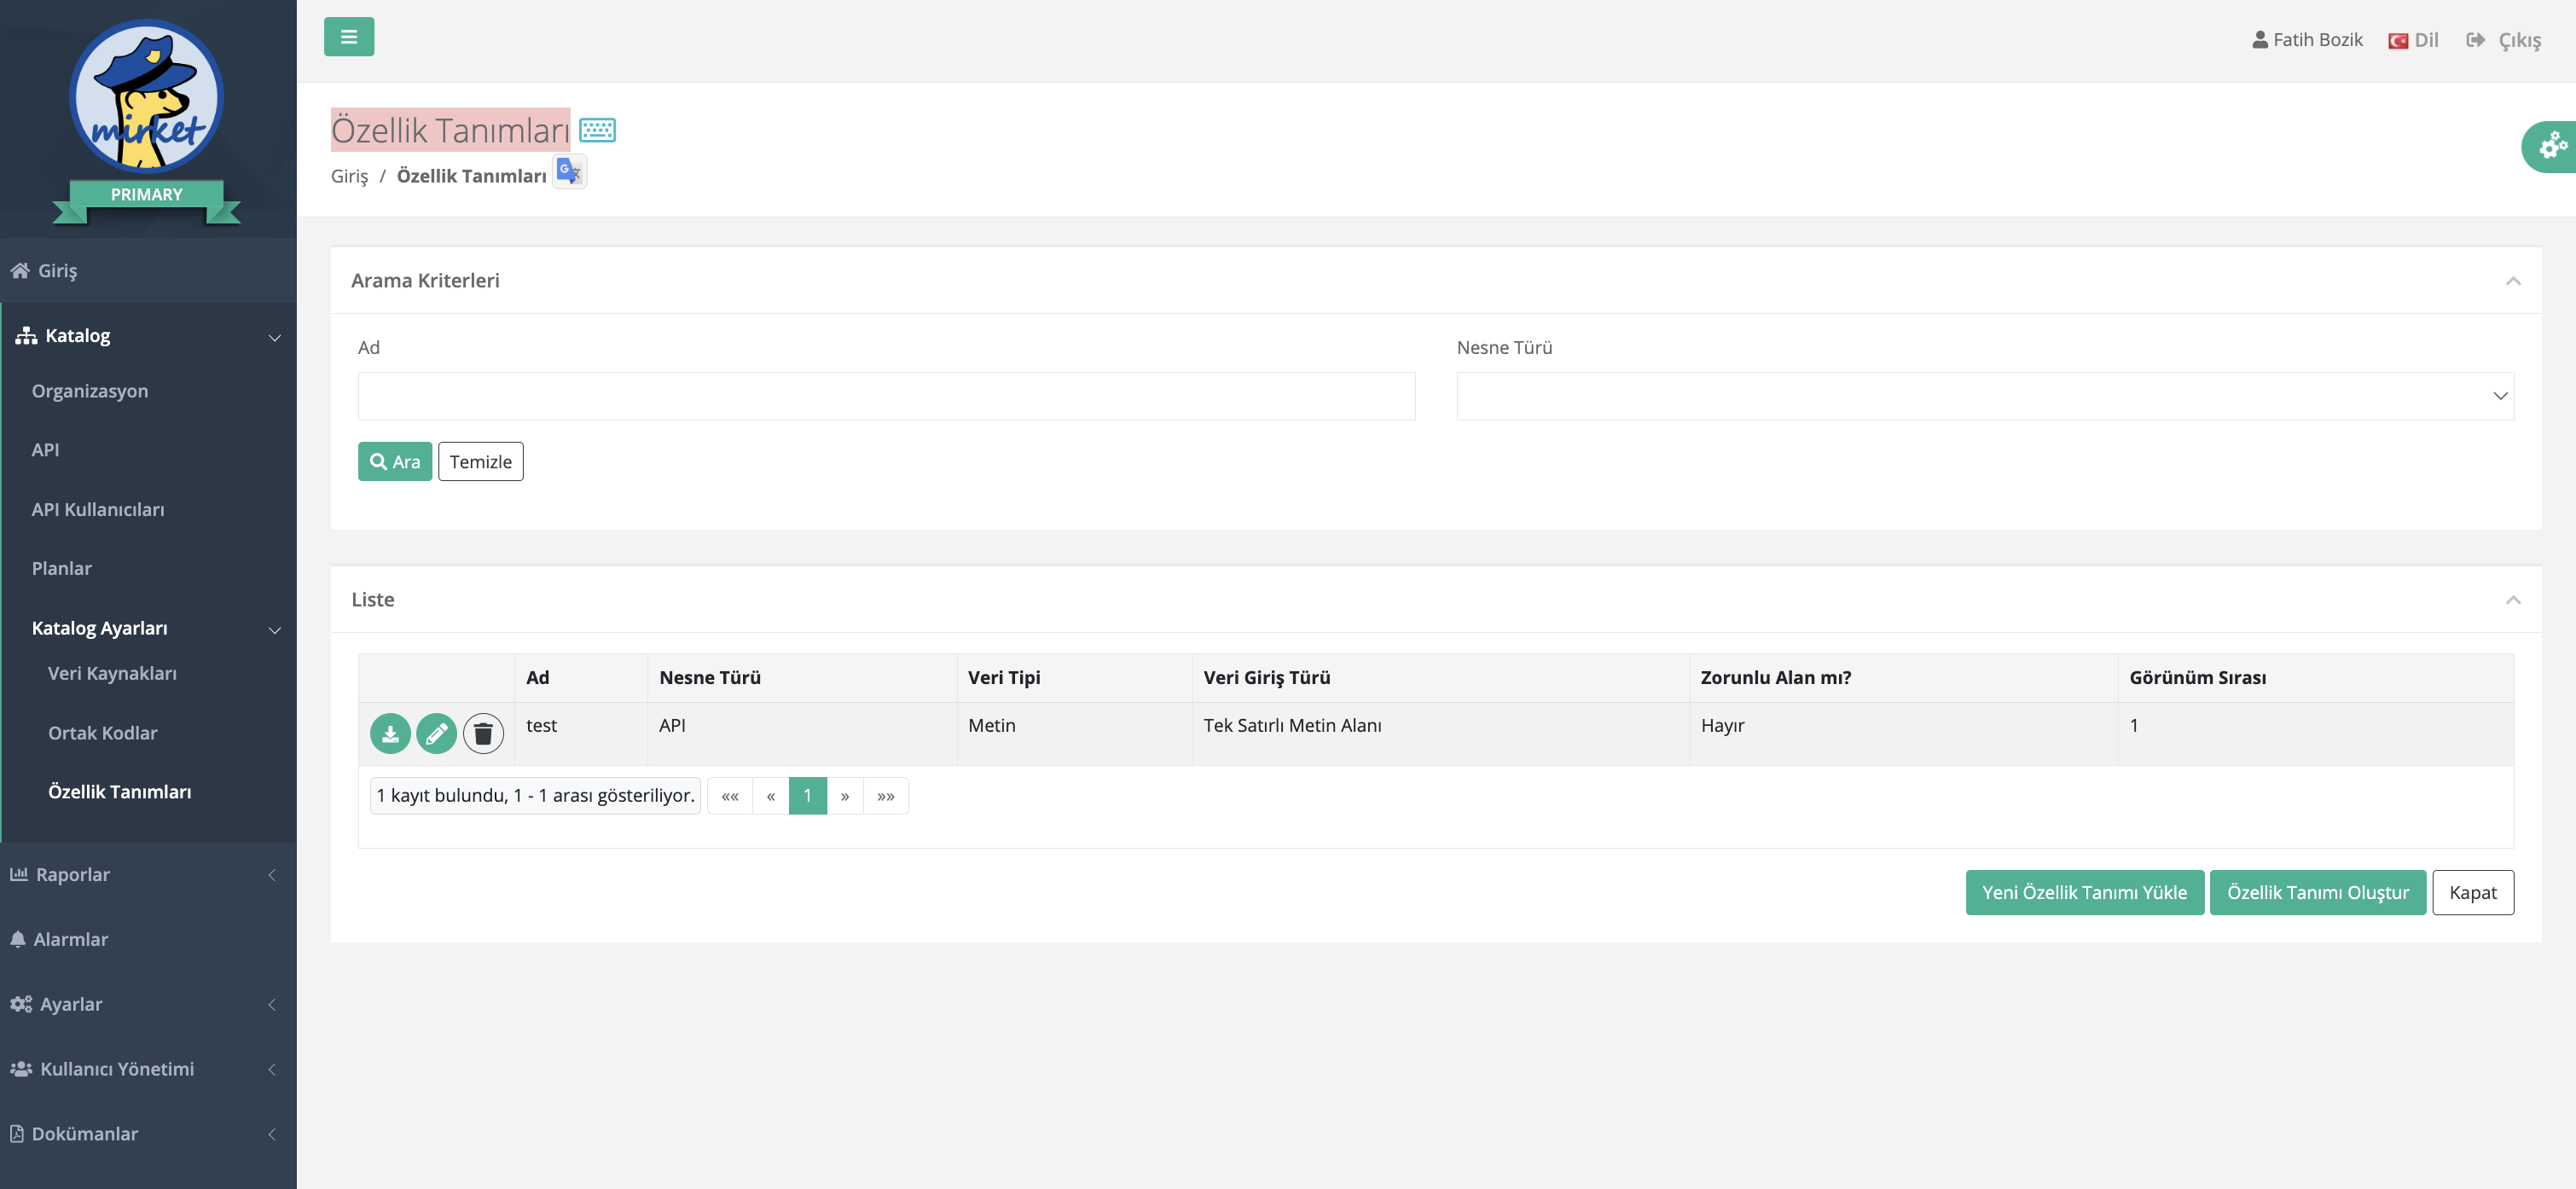 mirket
PRIMARY
Giriş
Katalog
Organizasyon
API
API Kullanıcıları
Planlar
Katalog Ayarları
Veri Kaynakları
Ortak Kodlar
Özellik Tanımları
Raporlar
Alarmlar
Ayarlar
Kullanıcı Yönetimi
Dokümanlar
Fatih Bozik Dil Çıkış
Özellik Tanımları
Giriş / Özellik Tanımları
Arama Kriterleri
Ad Nesne Türü
Ara Temizle
Liste
Ad Nesne Türü Veri Tipi Veri Giriş Türü Zorunlu Alan mı? Görünüm Sırası
test API Metin Tek Satırlı Metin Alanı Hayır 1
1 kayıt bulundu, 1 - 1 arası gösteriliyor. «« « 1 » »»
Yeni Özellik Tanımı Yükle Özellik Tanımı Oluştur Kapat